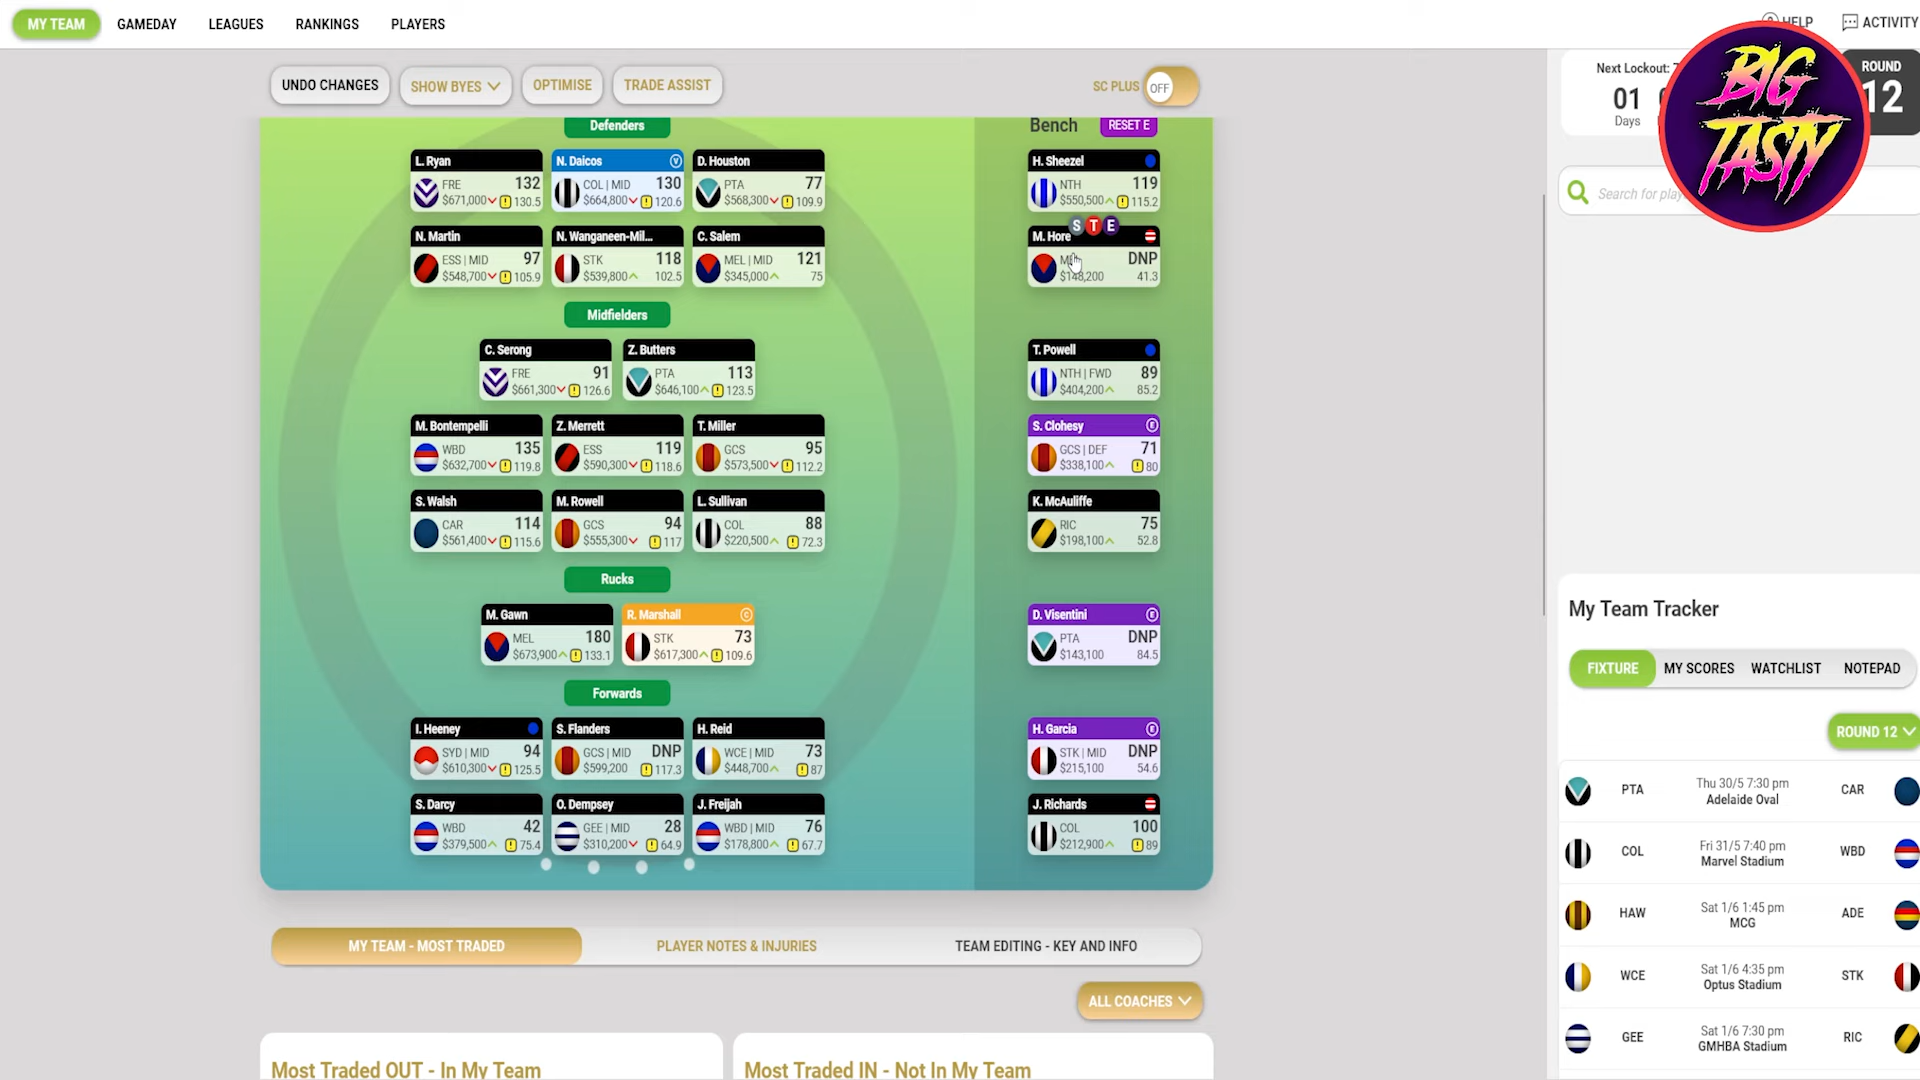 MY TEAM GAMEDAY LEAGUES RANKINGS PLAYERS HELP ACTIVITY
UNDO CHANGES SHOW BYES OPTIMISE TRADE ASSIST SC PLUS OFF
Next Lockout:
01
Days
ROUND
12
BIG
TASTY
Search for
Defenders
Bench RESET E
L. Ryan
FRE 132
$671,000 130.5
N. Daicos V
COL | MID 130
$664,800 120.6
D. Houston
PTA 77
$568,300 109.9
H. Sheezel
NTH 119
$550,500 115.2
S T E
N. Martin
ESS | MID 97
$548,700 105.9
N. Wanganeen-Mil...
STK 118
$539,800 102.5
C. Salem
MEL | MID 121
$345,000 75
M. Hore
DNP
$148,200 41.3
Midfielders
C. Serong
FRE 91
$661,300 126.6
Z. Butters
PTA 113
$646,100 123.5
T. Powell
NTH | FWD 89
$404,200 85.2
M. Bontempelli
WBD 135
$632,700 119.8
Z. Merrett
ESS 119
$590,300 118.6
T. Miller
GCS 95
$573,500 112.2
S. Clohesy E
GCS | DEF 71
$338,100 80
S. Walsh
CAR 114
$561,400 115.6
M. Rowell
GCS 94
$555,300 117
L. Sullivan
COL 88
$220,500 72.3
K. McAuliffe
RIC 75
$198,100 52.8
Rucks
M. Gawn
MEL 180
$673,900 133.1
R. Marshall C
STK 73
$617,300 109.6
D. Visentini E
PTA DNP
$143,100 84.5
Forwards
I. Heeney
SYD | MID 94
$610,300 125.5
S. Flanders
GCS | MID DNP
$599,200 117.3
H. Reid
WCE | MID 73
$448,700 87
H. Garcia E
STK | MID DNP
$215,100 54.6
S. Darcy
WBD 42
$379,500 75.4
O. Dempsey
GEE | MID 28
$310,200 64.9
J. Freijah
WBD | MID 76
$178,800 67.7
J. Richards
COL 100
$212,900 89
MY TEAM - MOST TRADED PLAYER NOTES & INJURIES TEAM EDITING - KEY AND INFO
ALL COACHES
Most Traded OUT - In My Team
Most Traded IN - Not In My Team
My Team Tracker
FIXTURE MY SCORES WATCHLIST NOTEPAD
ROUND 12
PTA Thu 30/5 7:30 pm CAR
Adelaide Oval
COL Fri 31/5 7:40 pm WBD
Marvel Stadium
HAW Sat 1/6 1:45 pm ADE
MCG
WCE Sat 1/6 4:35 pm STK
Optus Stadium
GEE Sat 1/6 7:30 pm RIC
GMHBA Stadium